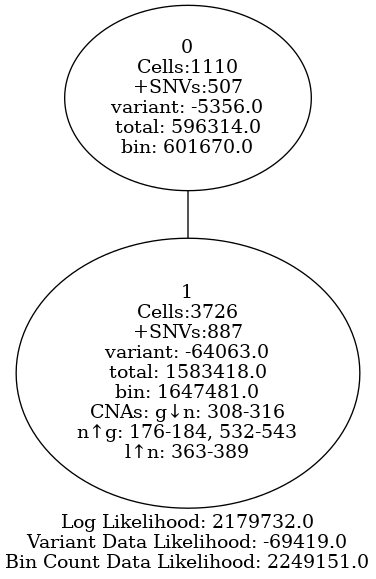 0
Cells:1110
+SNVs:507
variant: -5356.0
total: 596314.0
bin: 601670.0
1
Cells:3726
+SNVs:887
variant: -64063.0
total: 1583418.0
bin: 1647481.0
CNAs: g↓n: 308-316
n↑g: 176-184, 532-543
l↑n: 363-389
Log Likelihood: 2179732.0
Variant Data Likelihood: -69419.0
Bin Count Data Likelihood: 2249151.0